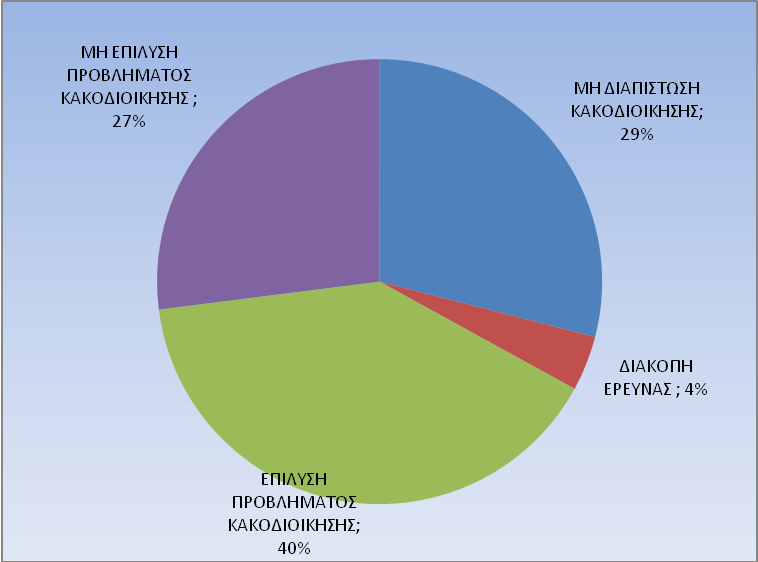 ΜΗ ΕΠΙΛΥΣΗ
ΠΡΟΒΛΗΜΑΤΟΣ
ΚΑΚΟΔΙΟΙΚΗΣΗΣ ;
27%
ΜΗ ΔΙΑΠΙΣΤΩΣΗ
ΚΑΚΟΔΙΟΙΚΗΣΗΣ;
29%
ΔΙΑΚΟΠΗ
ΕΡΕΥΝΑΣ ; 4%
ΕΠΙΛΥΣΗ
ΠΡΟΒΛΗΜΑΤΟΣ
ΚΑΚΟΔΙΟΙΚΗΣΗΣ;
40%